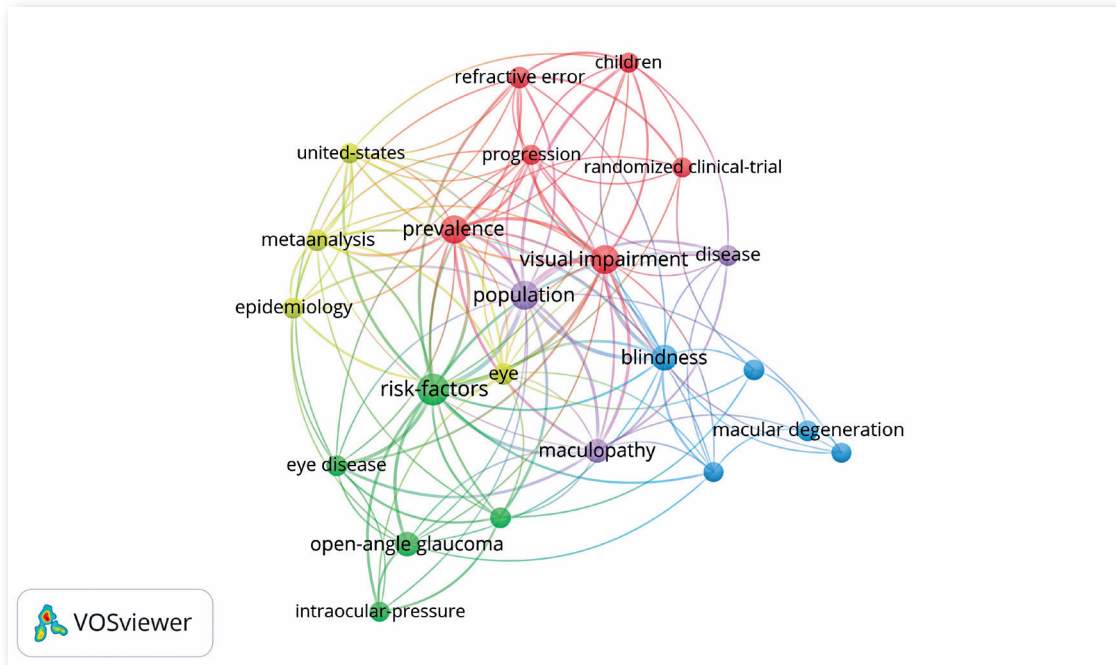 children
refractive error
united-states
progression
randomized clinical-trial
prevalence
metaanalysis
visual impairment
disease
population
epidemiology
blindness
eye
risk-factors
macular degeneration
maculopathy
eye disease
open-angle glaucoma
intraocular-pressure
VOSviewer